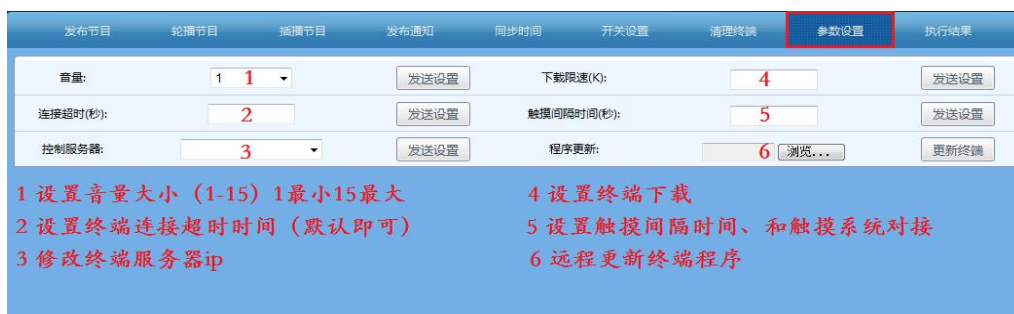 发布节目 轮播节目 插播节目 发布通知 同步时间 开关设置 清理终端 参数设置 执行结果
音量: 1 1 发送设置 下载限速(K): 4 发送设置
连接超时(秒): 2 发送设置 触摸间隔时间(秒): 5 发送设置
控制服务器: 3 发送设置 程序更新: 6 浏览... 更新终端
1 设置音量大小（1-15）1最小15最大
4 设置终端下载
2 设置终端连接超时时间（默认即可）
5 设置触摸间隔时间、和触摸系统对接
3 修改终端服务器ip
6 远程更新终端程序